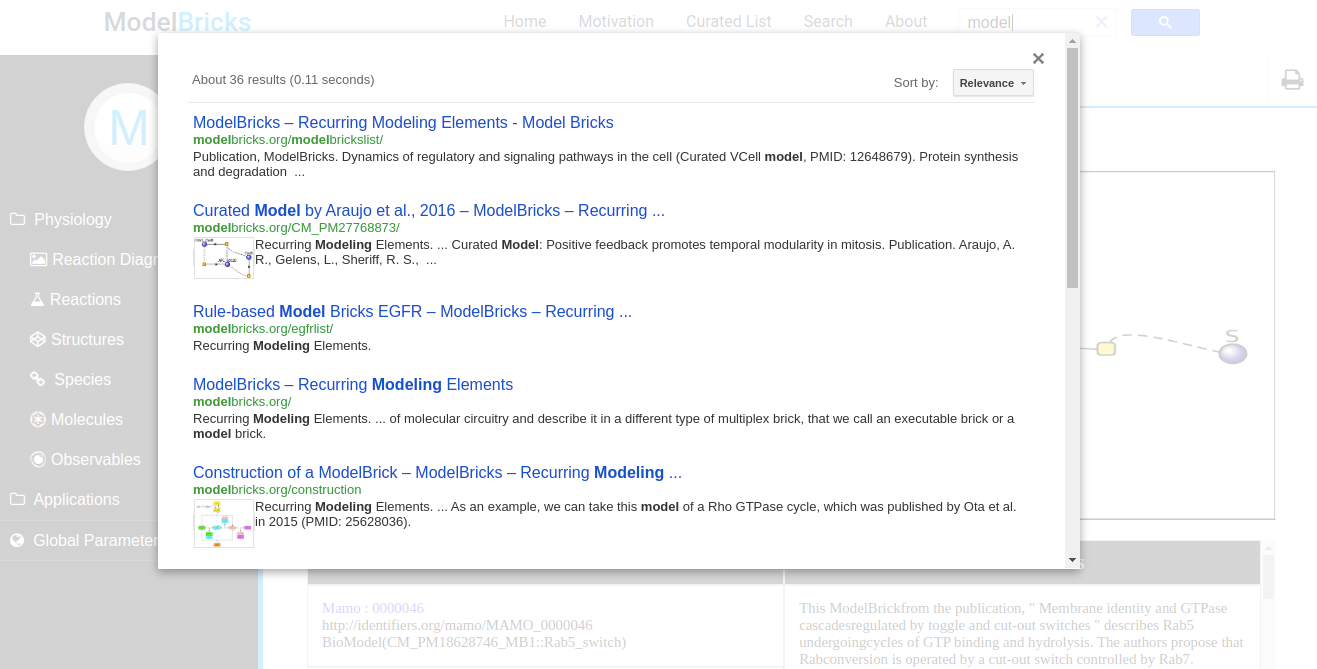 ModelBricks
Home Motivation Curated List Search About
model
About 36 results (0.11 seconds)
Sort by: Relevance
ModelBricks – Recurring Modeling Elements - Model Bricks
modelbricks.org/modelbrickslist/
Publication, ModelBricks. Dynamics of regulatory and signaling pathways in the cell (Curated VCell model, PMID: 12648679). Protein synthesis
and degradation ...
Curated Model by Araujo et al., 2016 – ModelBricks – Recurring ...
modelbricks.org/CM_PM27768873/
Recurring Modeling Elements. ... Curated Model: Positive feedback promotes temporal modularity in mitosis. Publication. Araujo, A.
R., Gelens, L., Sheriff, R. S., ...
Rule-based Model Bricks EGFR – ModelBricks – Recurring ...
modelbricks.org/egfrlist/
Recurring Modeling Elements.
ModelBricks – Recurring Modeling Elements
modelbricks.org/
Recurring Modeling Elements. ... of molecular circuitry and describe it in a different type of multiplex brick, that we call an executable brick or a
model brick.
Construction of a ModelBrick – ModelBricks – Recurring Modeling ...
modelbricks.org/construction
Recurring Modeling Elements. ... As an example, we can take this model of a Rho GTPase cycle, which was published by Ota et al.
in 2015 (PMID: 25628036).
M
Physiology
Reaction Diagr
Reactions
Structures
Species
Molecules
Observables
Applications
Global Parameter
S
s
Mamo : 0000046
http://identifiers.org/mamo/MAMO_0000046
BioModel(CM_PM18628746_MB1::Rab5_switch)
This ModelBrickfrom the publication, " Membrane identity and GTPase
cascadesregulated by toggle and cut-out switches " describes Rab5
undergoingcycles of GTP binding and hydrolysis. The authors propose that
Rabconversion is operated by a cut-out switch controlled by Rab7.